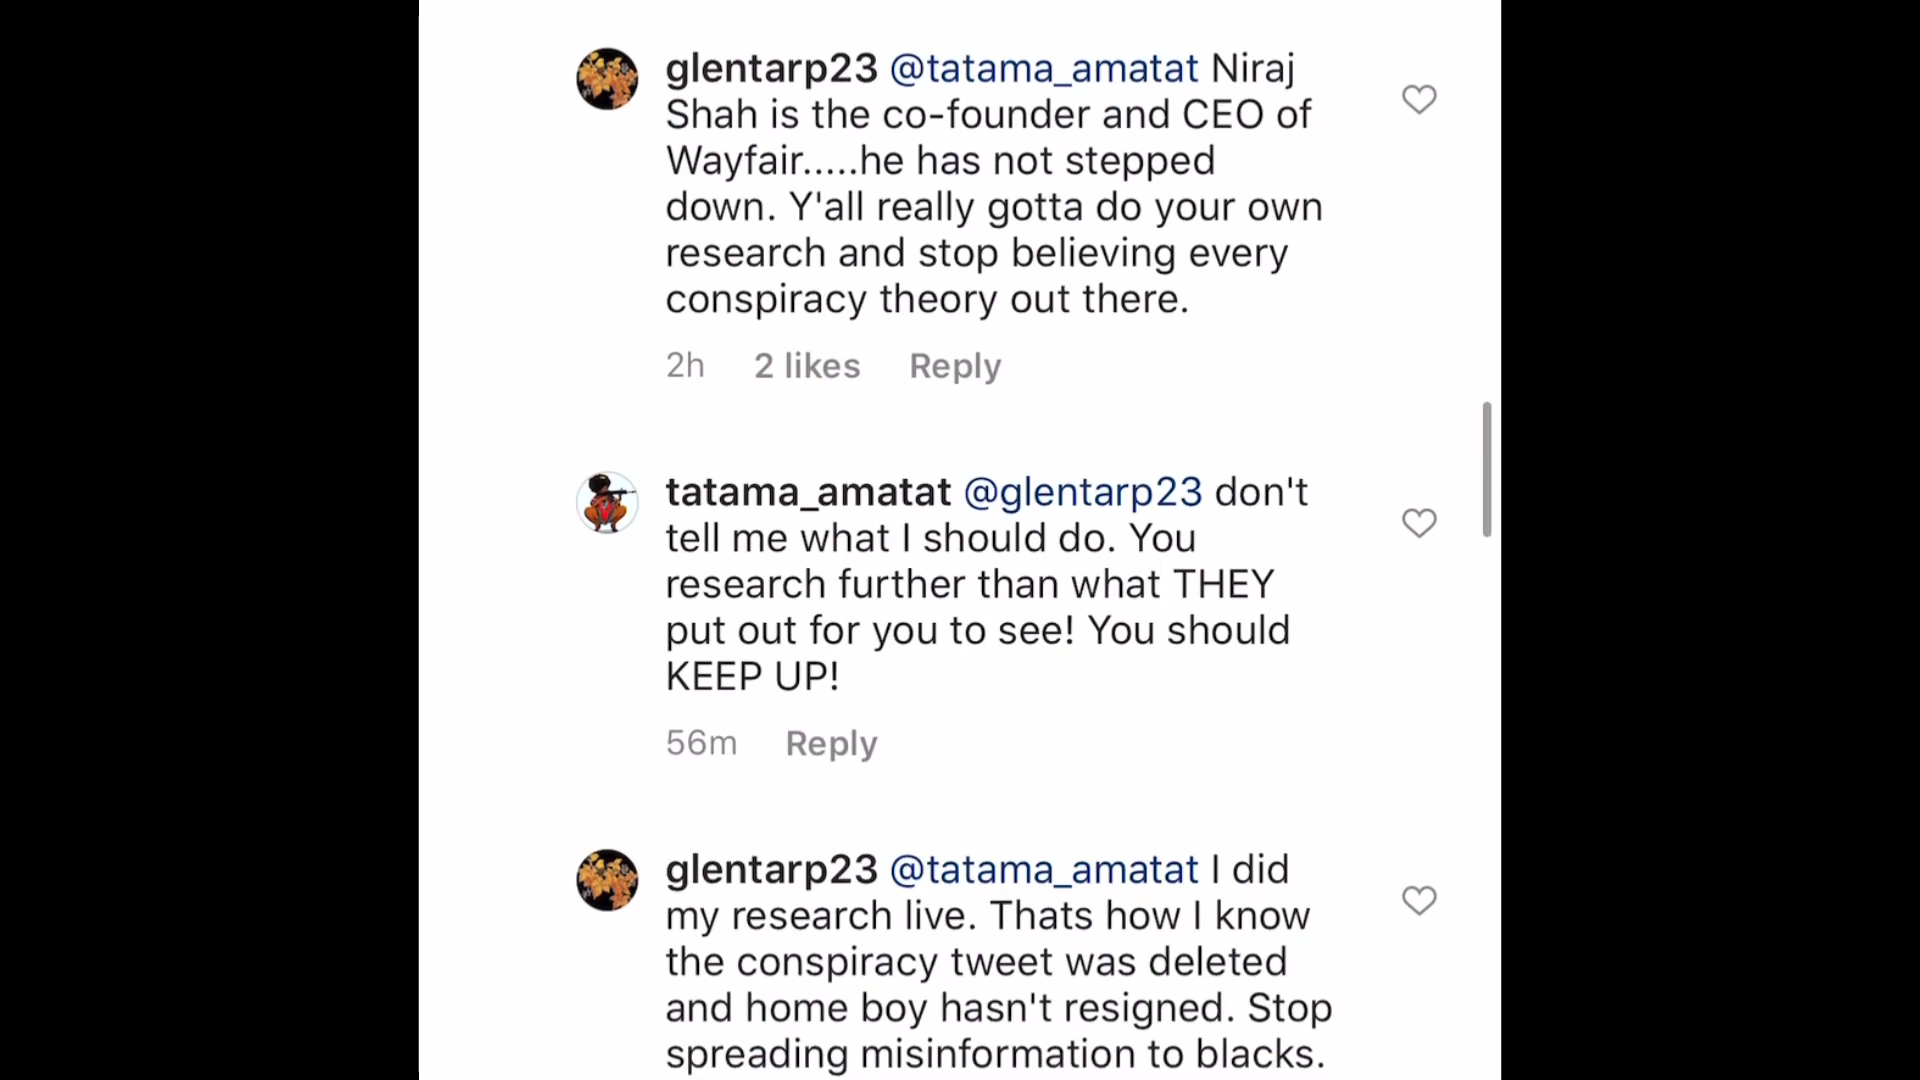 glentarp23 @tatama_amatat Niraj
Shah is the co-founder and CEO of
Wayfair.....he has not stepped
down. Y'all really gotta do your own
research and stop believing every
conspiracy theory out there.
2h 2 likes Reply
tatama_amatat @glentarp23 don't
tell me what I should do. You
research further than what THEY
put out for you to see! You should
KEEP UP!
56m Reply
glentarp23 @tatama_amatat I did
my research live. Thats how I know
the conspiracy tweet was deleted
and home boy hasn't resigned. Stop
spreading misinformation to blacks.